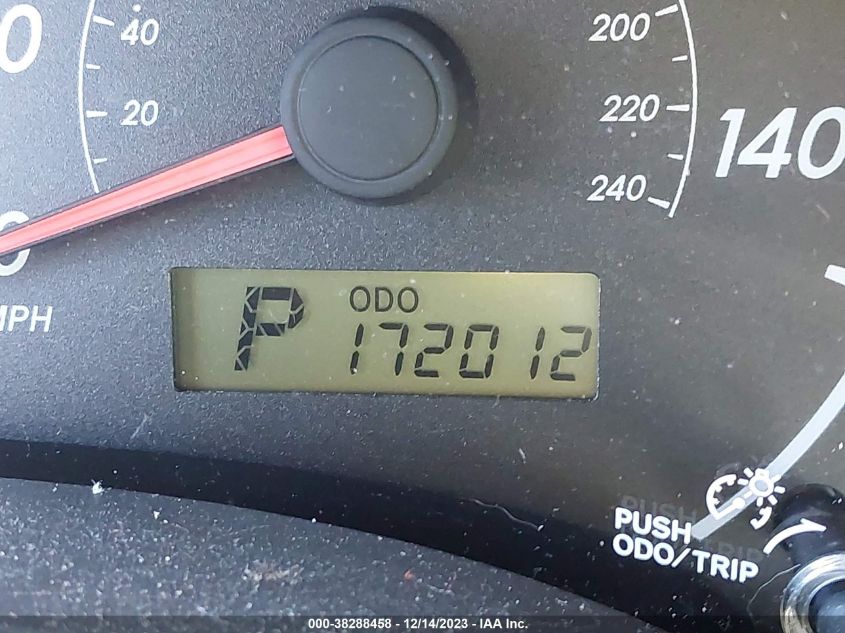 40
200
20
220
140
240
MPH
P
ODO
172012
PUSH
ODO/TRIP
000-38288458 - 12/14/2023 - IAA Inc.